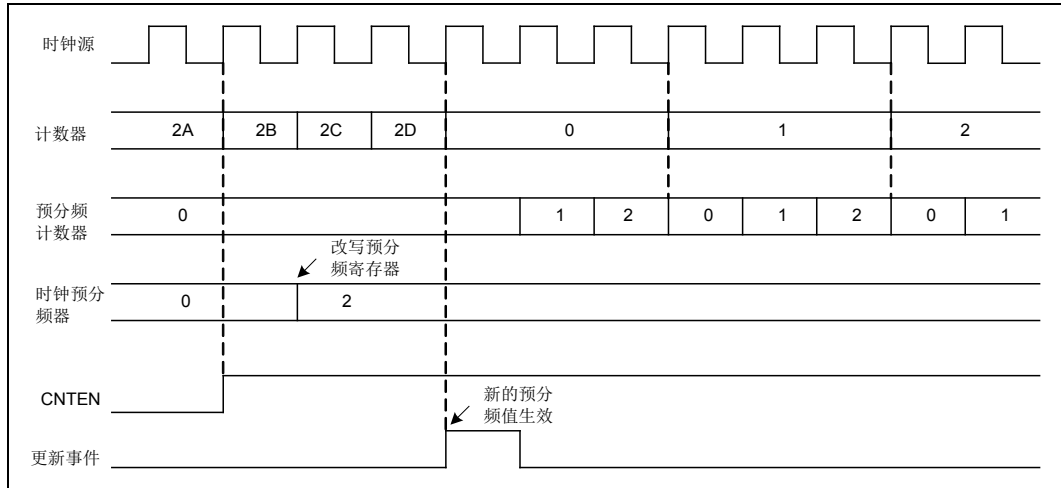 时钟源
计数器
2A 2B 2C 2D 0 1 2
预分频
计数器
0 1 2 0 1 2 0 1
改写预分
频寄存器
时钟预分
频器
0 2
CNTEN
新的预分
频值生效
更新事件